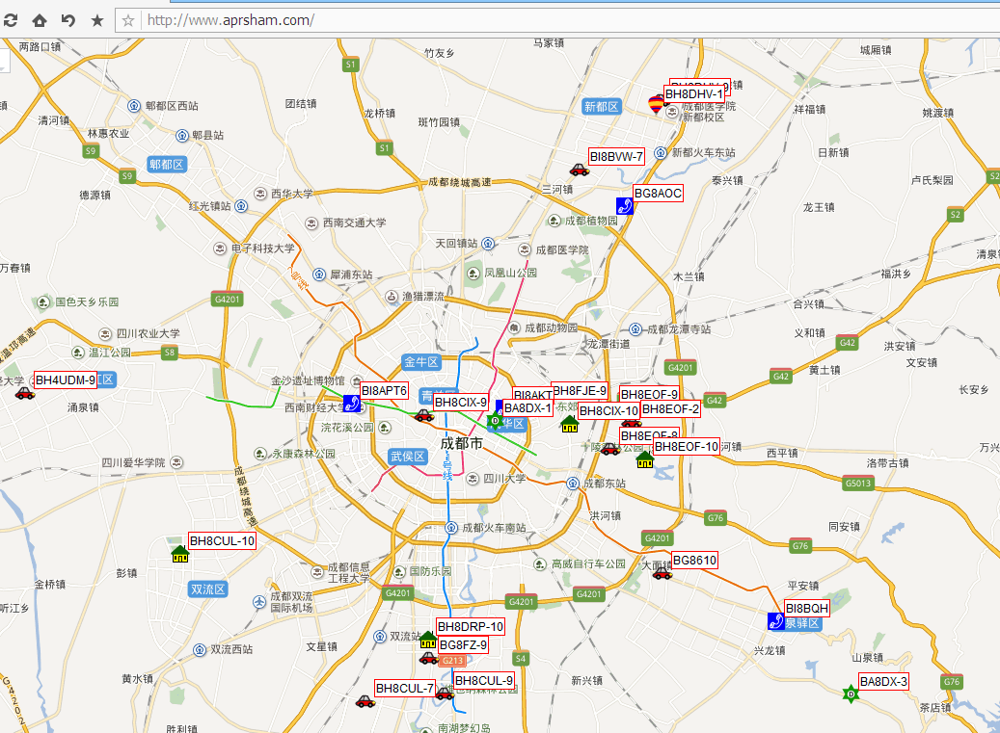 http://www.aprsham.com/
两路口镇
竹友乡
马家镇
城厢镇
S1
BH8DHV-1
郫都区西站
团结镇
龙桥镇
新都区
成都医学院
新都校区
祥福镇
姚渡镇
清河镇
林惠农业
斑竹园镇
郫县站
S9
S1
BI8BVW-7
新都火车东站
日新镇
郫都区
S9
成都绕城高速
三河镇
泰兴镇
卢氏梨园
S2
德源镇
西华大学
BG8AOC
红光镇站
龙王镇
S2
西南交通大学
成都植物园
天回镇站
电子科技大学
成都医学院
清泉镇
万春镇
犀浦东站
凤凰山公园
木兰镇
福洪乡
国色天乡乐园
G4201
渔猎漂流
合兴镇
四川农业大学
成都动物园
成都龙潭寺站
义和镇
温江公园
S8
龙潭街道
G42
洪安镇
金牛区
G4201
黄土镇
文安镇
BH4UDM-9
金沙遗址博物馆
G42
涌泉镇
BI8APT6
BH8CIX-9
BI8AKT
BH8FJE-9
BH8EOF-9
G42
长安乡
西南财经大学
BA8DX-1
BH8CIX-10
BH8EOF-2
浣花溪公园
成都市
BH8EOF-8
BH8EOF-10
四川爱华学院
永康森林公园
武侯区
西平镇
洛带古镇
四川大学
成都东站
G5013
成都绕城高速
洪河镇
G76
成都火车南站
同安镇
BH8CUL-10
G4201
G76
彭镇
成都信息
工程大学
国防乐园
高威自行车公园
大面镇
BG8610
金桥镇
双流区
G4201
G4201
G4201
平安镇
听江乡
成都双流
国际机场
BI8BQH
泉驿区
BH8DRP-10
双流西站
文星镇
双流站
BG8FZ-9
G213
S4
兴龙镇
山泉镇
黄水镇
BH8CUL-7
BH8CUL-9
新兴镇
BA8DX-3
G76
G4202
茶店镇
胜利镇
南湖梦幻岛